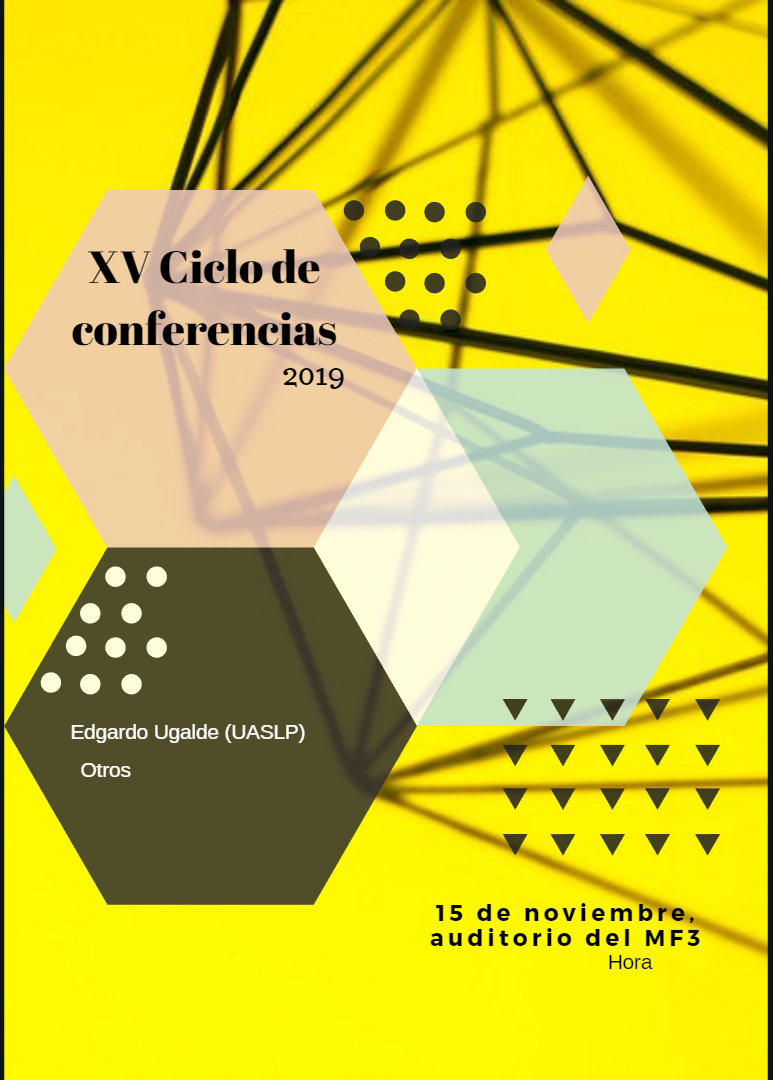 XV Ciclo de
conferencias
2019
Edgardo Ugalde (UASLP)
Otros
15 de noviembre,
auditorio del MF3
Hora